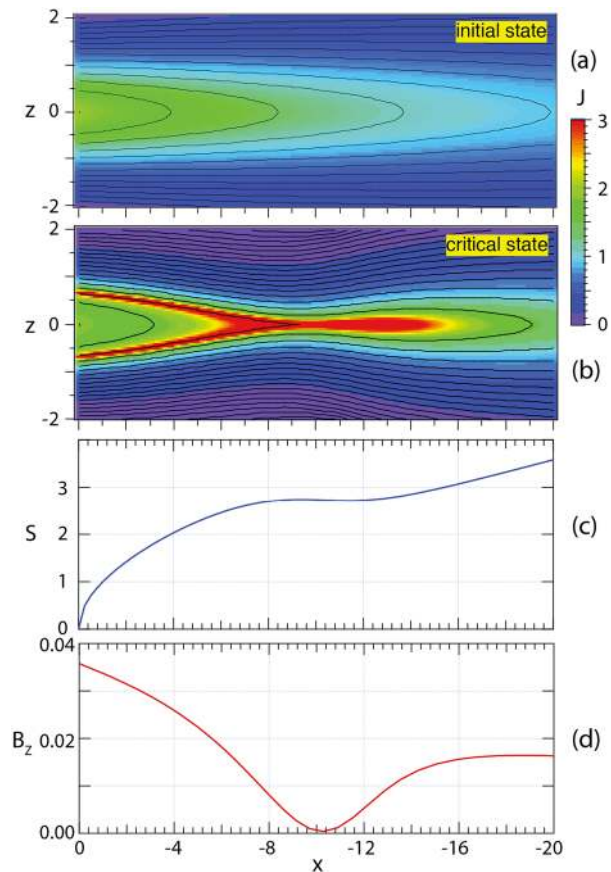 2
initial state
(a)
Z 0
J
-2
3
2
critical state
2
Z 0
1
(b)
-2
0
3
S 2
(c)
1
0
0.04
B_z 0.02
(d)
0.00
0 -4 -8 -12 -16 -20
X